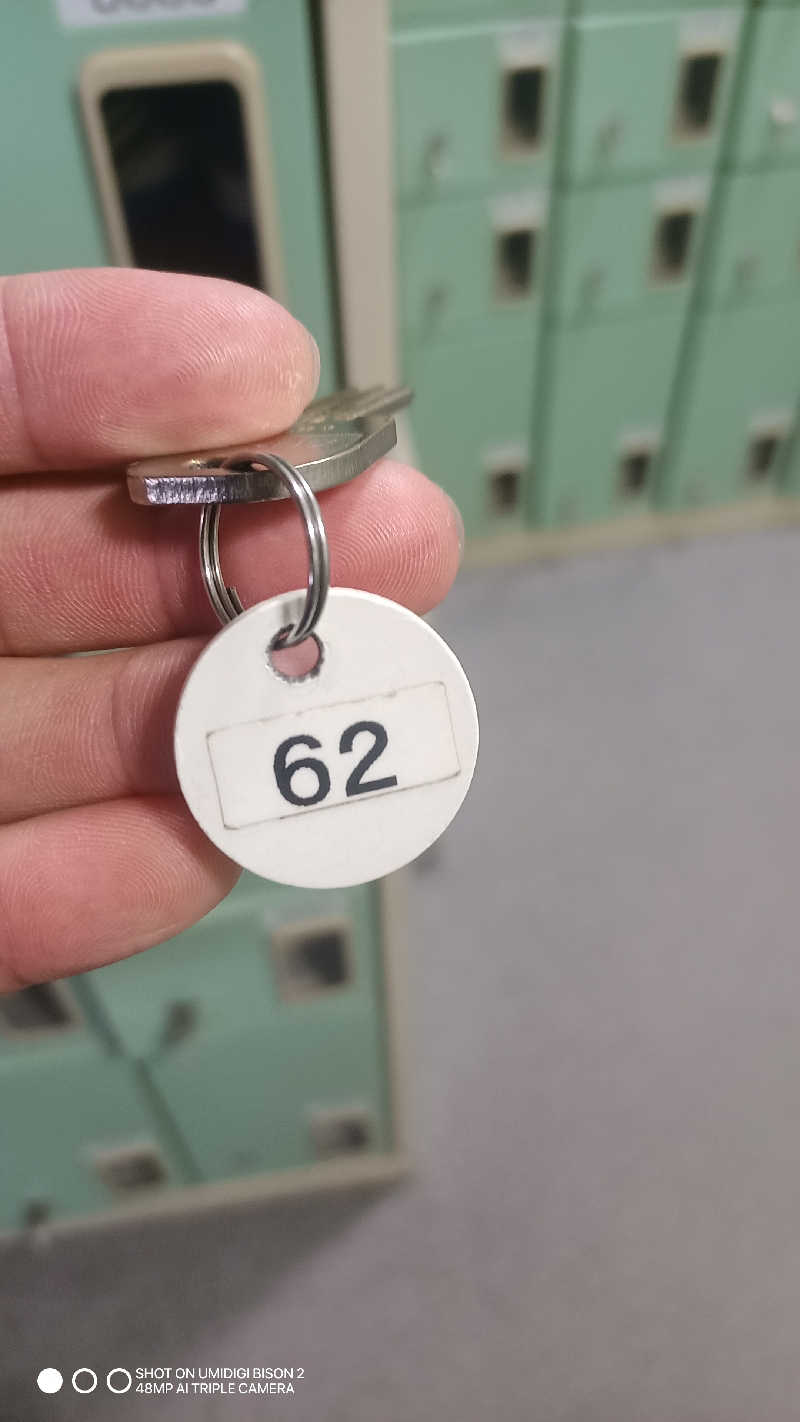 62
SHOT ON UMIDIGI BISON 2
48MP AI TRIPLE CAMERA